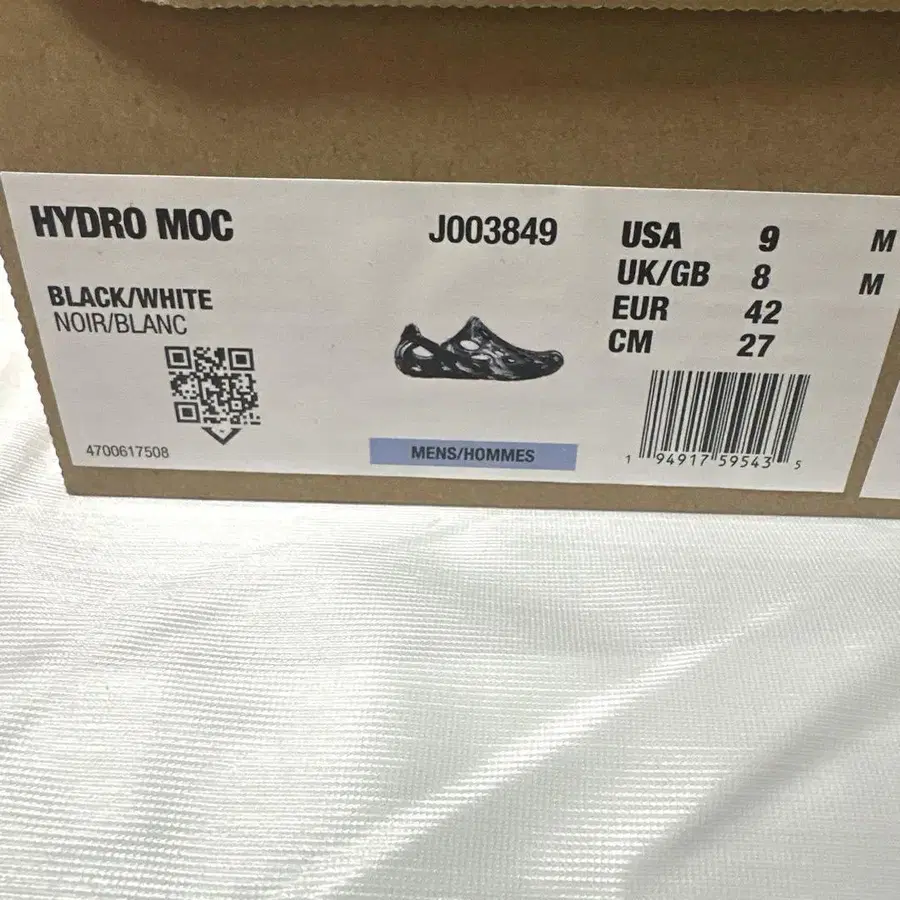 HYDRO MOC
J003849
BLACK/WHITE
NOIR/BLANC
4700617508
MENS/HOMMES
USA 9 M
UK/GB 8 M
EUR 42
CM 27
1 94917 59543 5